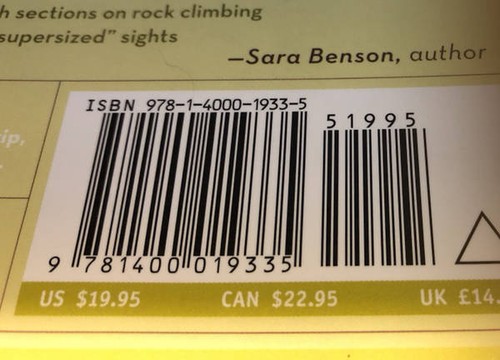 h sections on rock climbing
supersized" sights
—Sara Benson, author
ISBN 978-1-4000-1933-5
51995
ip,
9 781400 019335
US $19.95 CAN $22.95 UK £14.